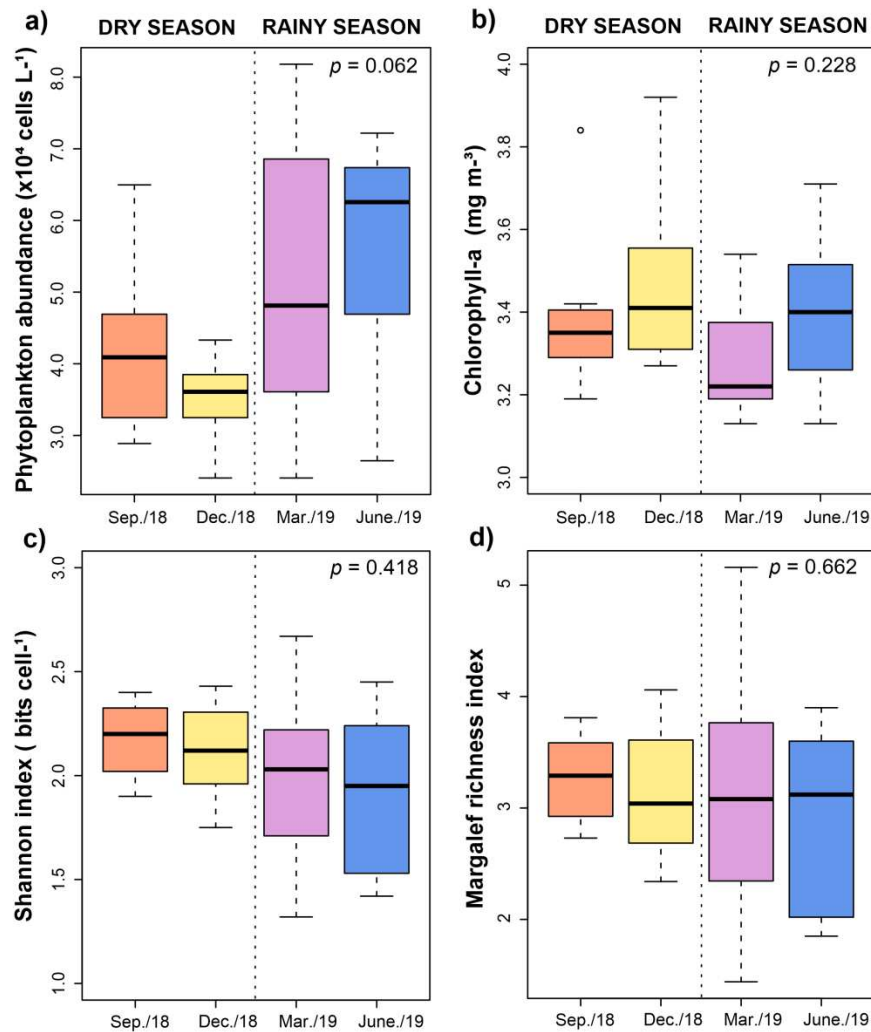 a)
DRY SEASON
RAINY SEASON
p = 0.062
Phytoplankton abundance (x10⁴ cells L-¹)
8.0
7.0
6.0
5.0
4.0
3.0
Sep./18
Dec./18
Mar./19
June./19
b)
DRY SEASON
RAINY SEASON
p = 0.228
Chlorophyll-a (mg m-³)
4.0
3.8
3.6
3.4
3.2
3.0
Sep./18
Dec./18
Mar./19
June./19
c)
p = 0.418
Shannon index ( bits cell-¹)
3.0
2.5
2.0
1.5
1.0
Sep./18
Dec./18
Mar./19
June./19
d)
p = 0.662
Margalef richness index
5
4
3
2
Sep./18
Dec./18
Mar./19
June./19